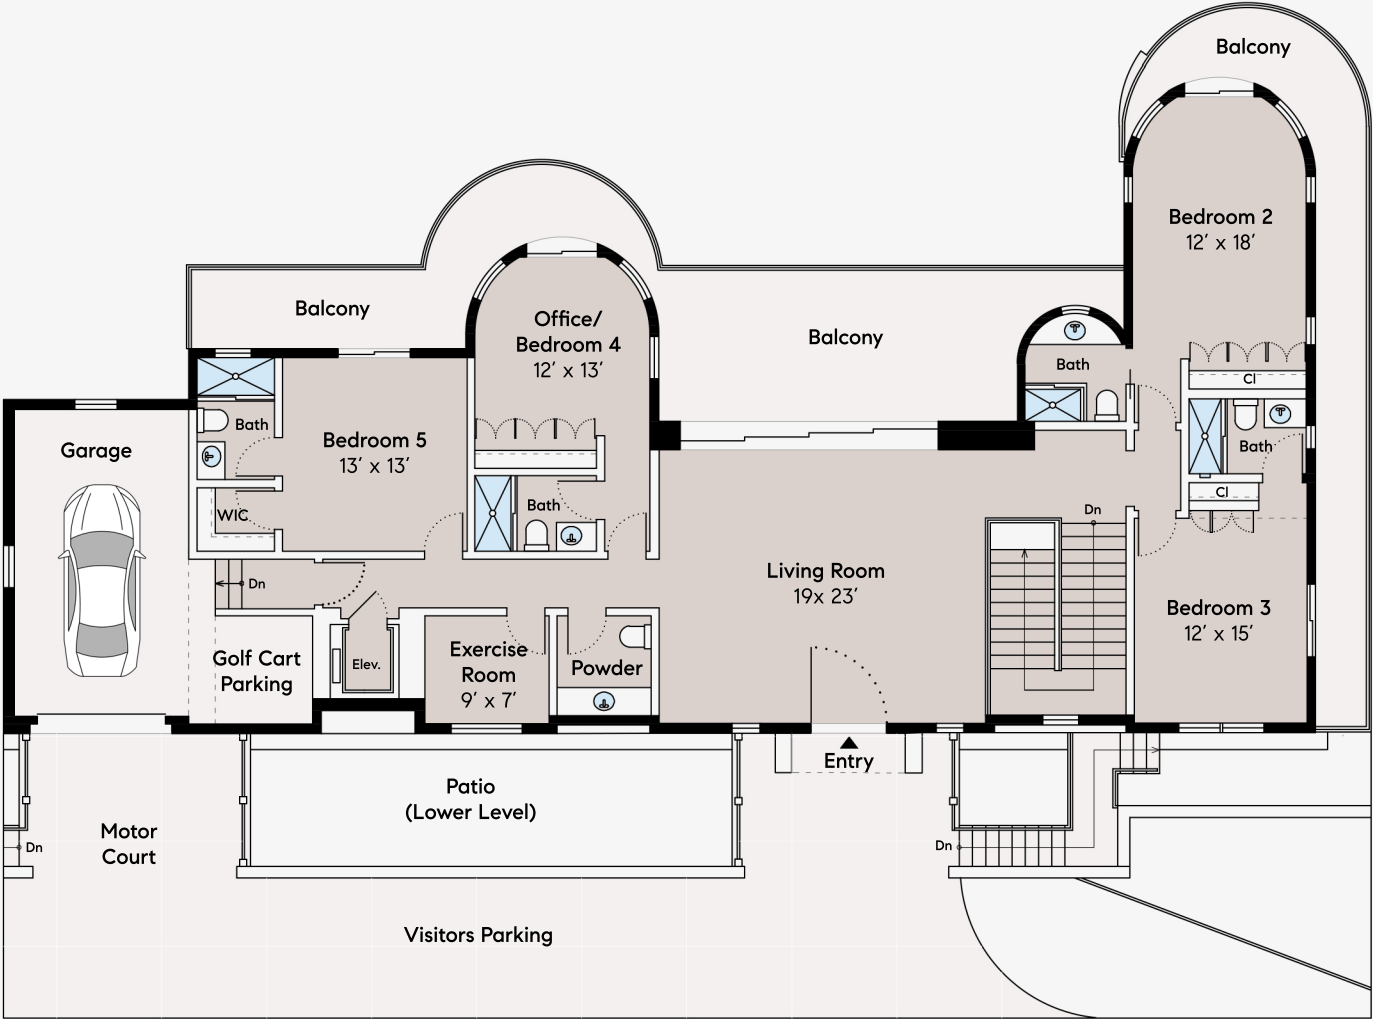 Balcony
Bedroom 2
12′ x 18′
Balcony
Office/
Bedroom 4
12′ x 13′
Balcony
Bath
Cl
Bath
Cl
Garage
Bath
Bedroom 5
13′ x 13′
WIC
Bath
Dn
Dn
Living Room
19x 23′
Bedroom 3
12′ x 15′
Golf Cart
Parking
Elev.
Exercise
Room
9′ x 7′
Powder
Entry
Patio
(Lower Level)
Motor
Court
Dn
Dn
Visitors Parking